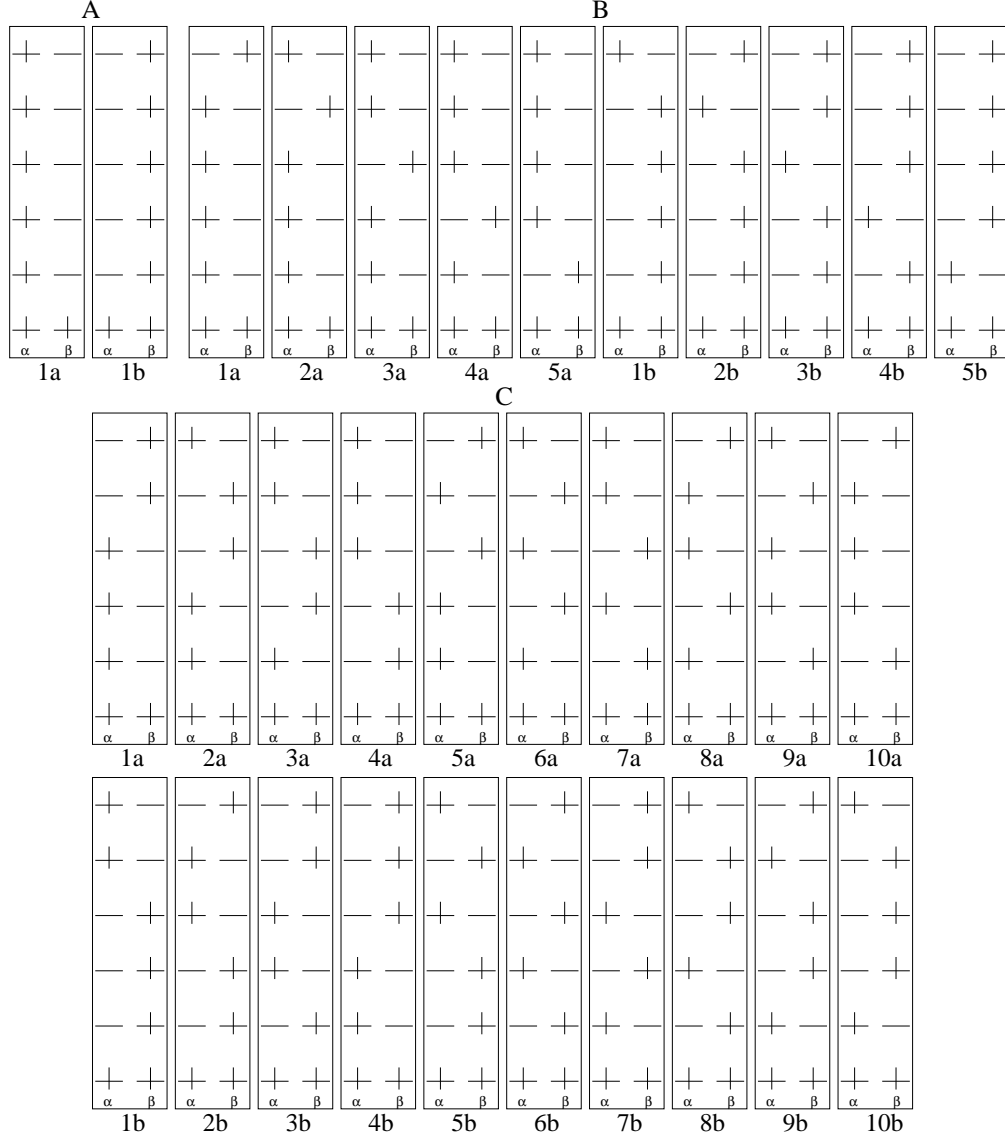 A B
α β α β α β α β α β α β α β α β α β α β α β α β
1a 1b 1a 2a 3a 4a 5a 1b 2b 3b 4b 5b
C
α β α β α β α β α β α β α β α β α β α β
1a 2a 3a 4a 5a 6a 7a 8a 9a 10a
α β α β α β α β α β α β α β α β α β α β
1b 2b 3b 4b 5b 6b 7b 8b 9b 10b